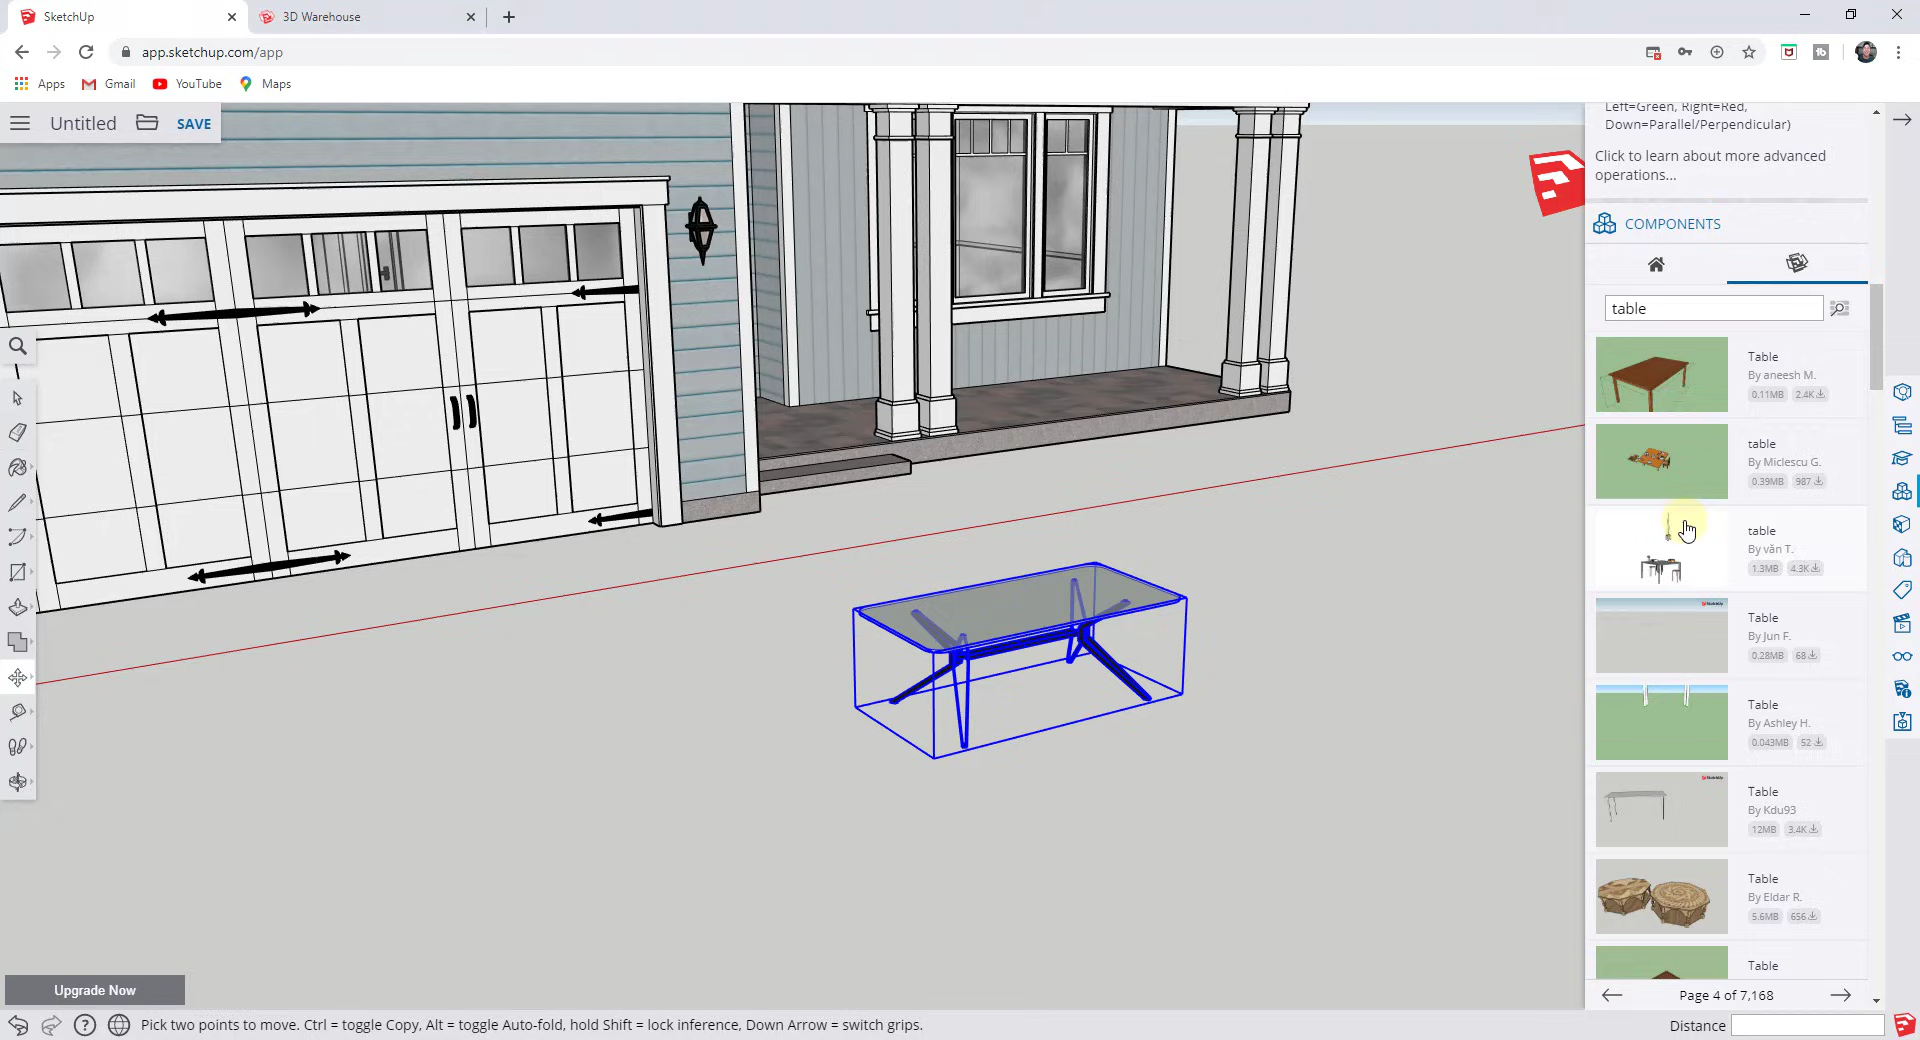 SketchUp
3D Warehouse
app.sketchup.com/app
Apps
Gmail
YouTube
Maps
Untitled
SAVE
Left=Green, Right=Red,
Down=Parallel/Perpendicular)
Click to learn about more advanced
operations...
COMPONENTS
table
Table
By aneesh M.
0.11MB 2.4K
table
By Miclescu G.
0.39MB 987
table
By văn T.
1.3MB 4.3K
Table
By Jun F.
0.28MB 68
Table
By Ashley H.
0.043MB 52
Table
By Kdu93
12MB 3.4K
Table
By Eldar R.
5.6MB 656
Table
Page 4 of 7,168
Upgrade Now
Pick two points to move. Ctrl = toggle Copy, Alt = toggle Auto-fold, hold Shift = lock inference, Down Arrow = switch grips.
Distance